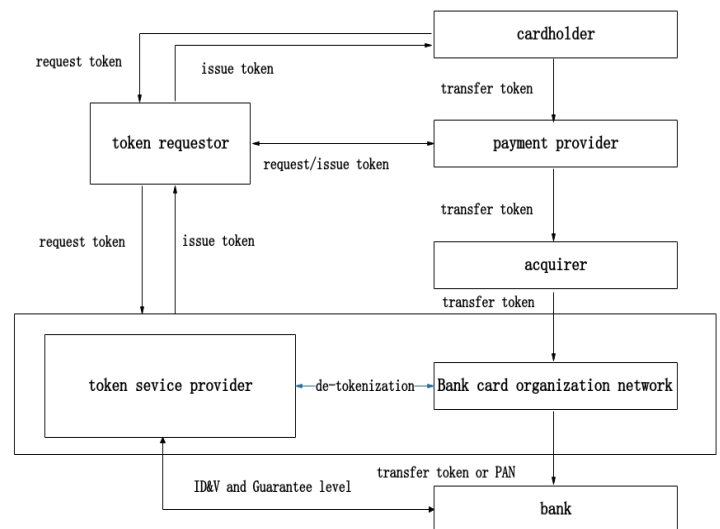 cardholder
request token
issue token
transfer token
token requestor
payment provider
request/issue token
transfer token
request token
issue token
acquirer
transfer token
token sevice provider
de-tokenization
Bank card organization network
transfer token or PAN
ID&V and Guarantee level
bank